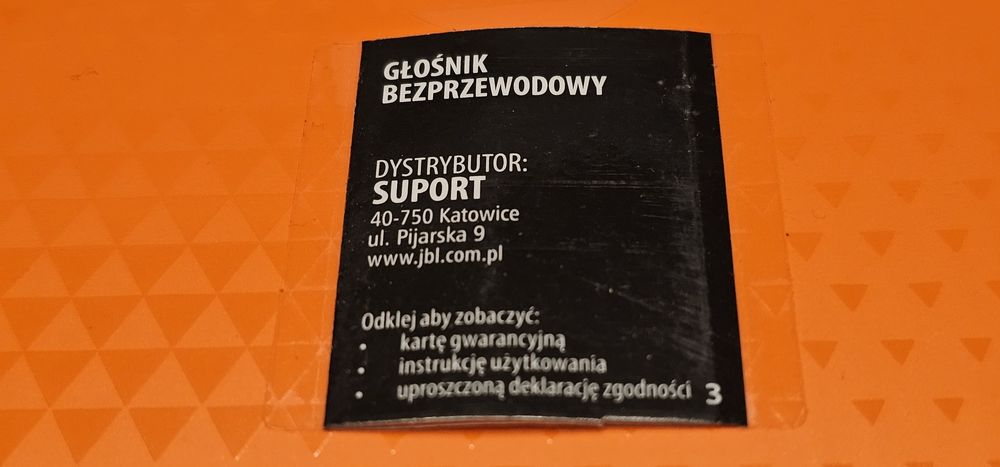 GŁOŚNIK
BEZPRZEWODOWY
DYSTRYBUTOR:
SUPORT
40-750 Katowice
ul. Pijarska 9
www.jbl.com.pl
Odklej aby zobaczyć:
• kartę gwarancyjną
• instrukcję użytkowania
• uproszczoną deklarację zgodności 3